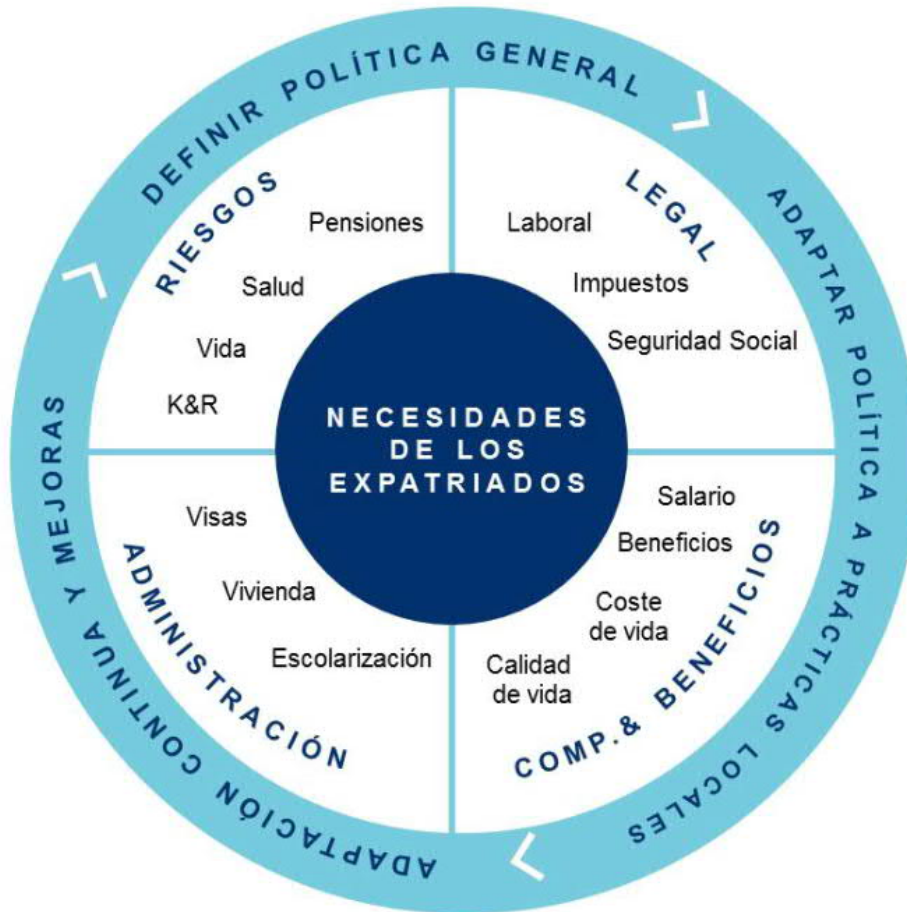 DEFINIR POLÍTICA GENERAL
ADAPTAR POLÍTICA A PRÁCTICAS LOCALES
ADAPTACIÓN CONTINUA Y MEJORAS
RIESGOS
Pensiones
Salud
Vida
K&R
LEGAL
Laboral
Impuestos
Seguridad Social
NECESIDADES
DE LOS
EXPATRIADOS
Salario
Beneficios
Coste
de vida
Calidad
de vida
COMP.& BENEFICIOS
Visas
Vivienda
Escolarización
ADMINISTRACIÓN